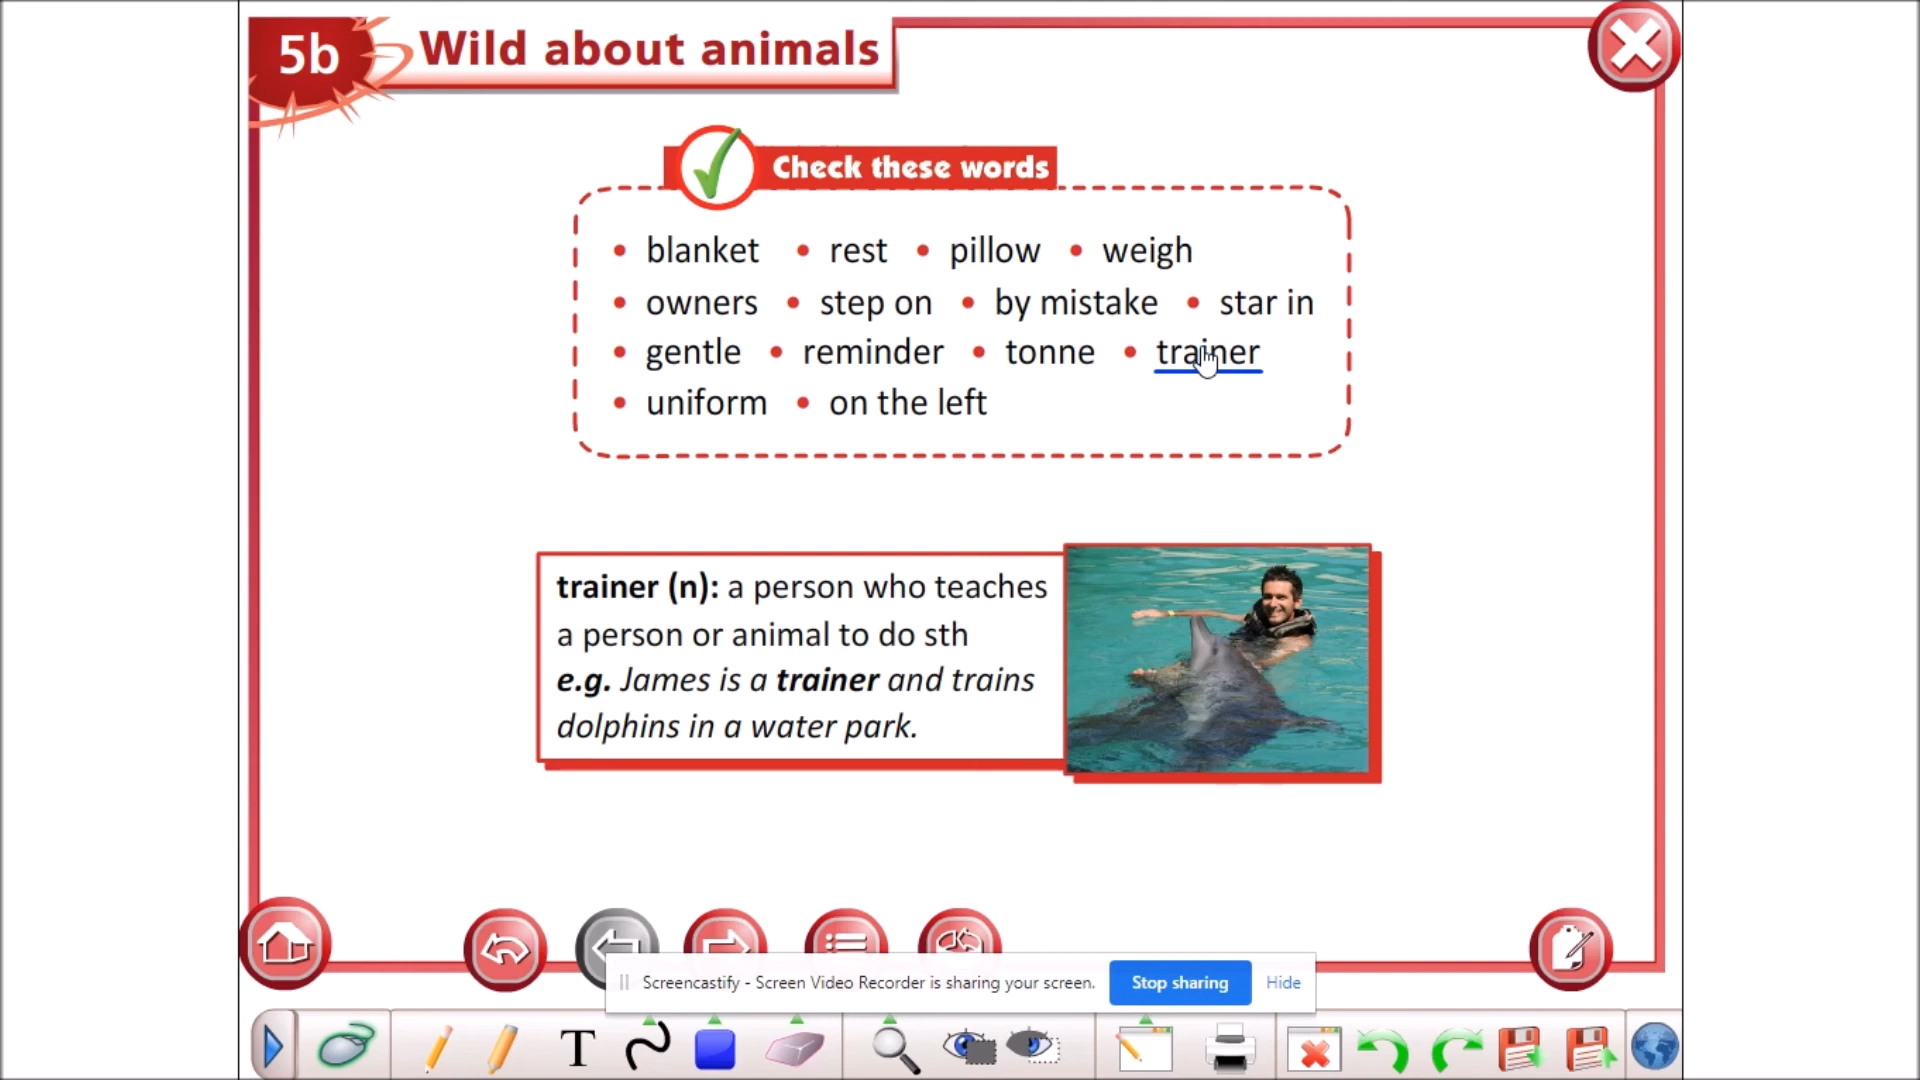 5b Wild about animals
Check these words
• blanket • rest • pillow • weigh
• owners • step on • by mistake • star in
• gentle • reminder • tonne • trainer
• uniform • on the left
trainer (n): a person who teaches
a person or animal to do sth
e.g. James is a trainer and trains
dolphins in a water park.
Screencastify - Screen Video Recorder is sharing your screen. Stop sharing Hide
T